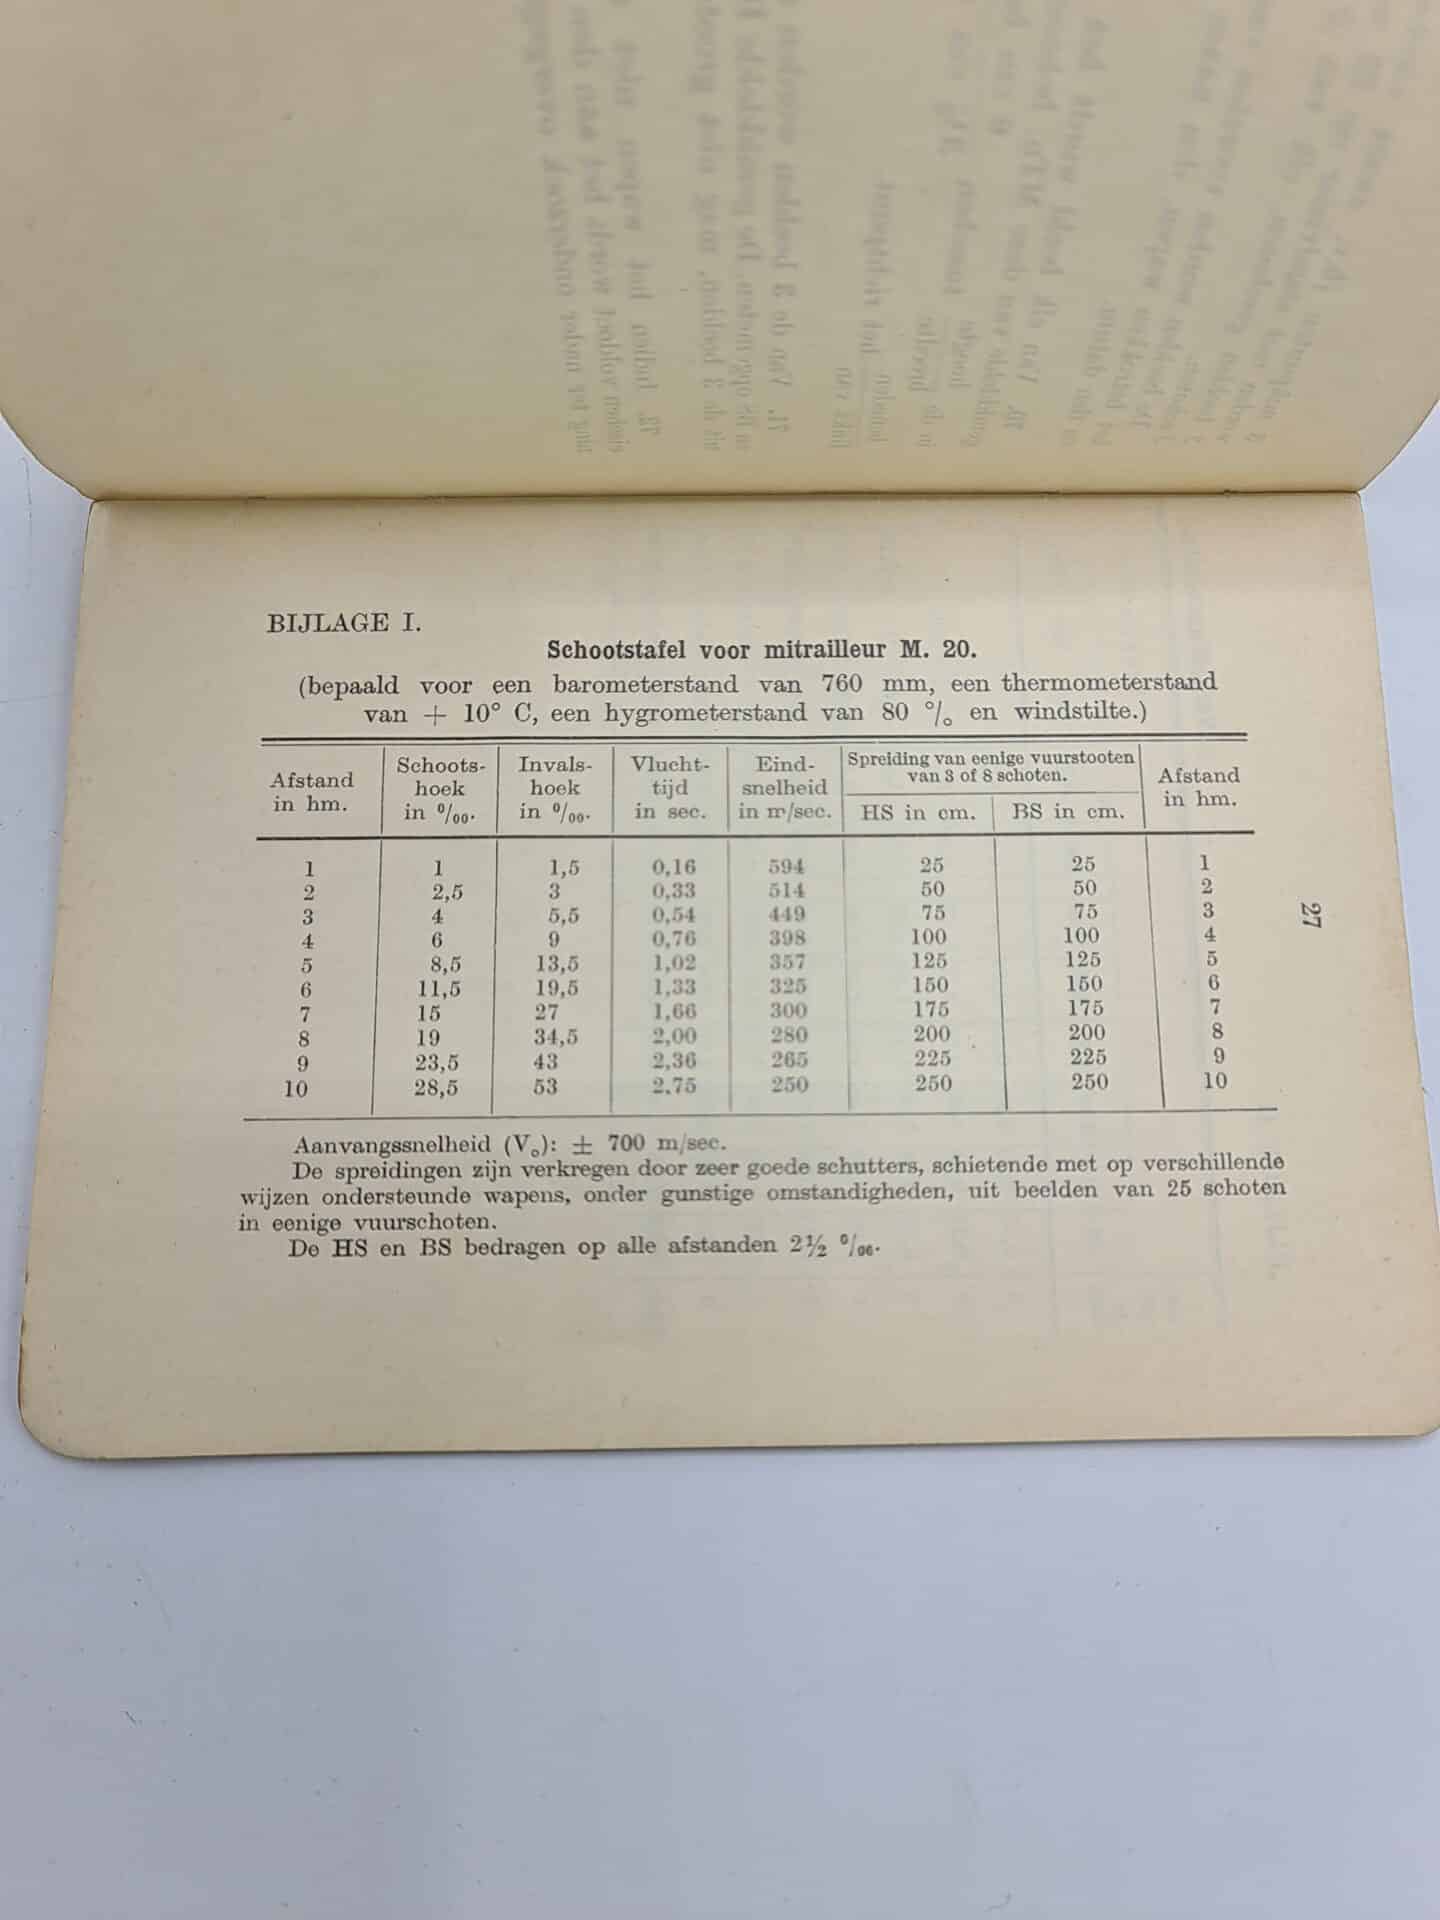 BIJLAGE I.
Schootstafel voor mitrailleur M. 20.
(bepaald voor een barometerstand van 760 mm, een thermometerstand
van + 10° C, een hygrometerstand van 80 % en windstilte.)
Afstand in hm. | Schoots-hoek in ‰. | Invals-hoek in ‰. | Vlucht-tijd in sec. | Eind-snelheid in m/sec. | Spreiding van eenige vuurstooten van 3 of 8 schoten. HS in cm. | BS in cm. | Afstand in hm.
1 | 1 | 1,5 | 0,16 | 594 | 25 | 25 | 1
2 | 2,5 | 3 | 0,33 | 514 | 50 | 50 | 2
3 | 4 | 5,5 | 0,54 | 449 | 75 | 75 | 3
4 | 6 | 9 | 0,76 | 398 | 100 | 100 | 4
5 | 8,5 | 13,5 | 1,02 | 357 | 125 | 125 | 5
6 | 11,5 | 19,5 | 1,33 | 325 | 150 | 150 | 6
7 | 15 | 27 | 1,66 | 300 | 175 | 175 | 7
8 | 19 | 34,5 | 2,00 | 280 | 200 | 200 | 8
9 | 23,5 | 43 | 2,36 | 265 | 225 | 225 | 9
10 | 28,5 | 53 | 2,75 | 250 | 250 | 250 | 10
Aanvangssnelheid (V₀): ± 700 m/sec.
De spreidingen zijn verkregen door zeer goede schutters, schietende met op verschillende
wijzen ondersteunde wapens, onder gunstige omstandigheden, uit beelden van 25 schoten
in eenige vuurschoten.
De HS en BS bedragen op alle afstanden 2½ ‰.
27